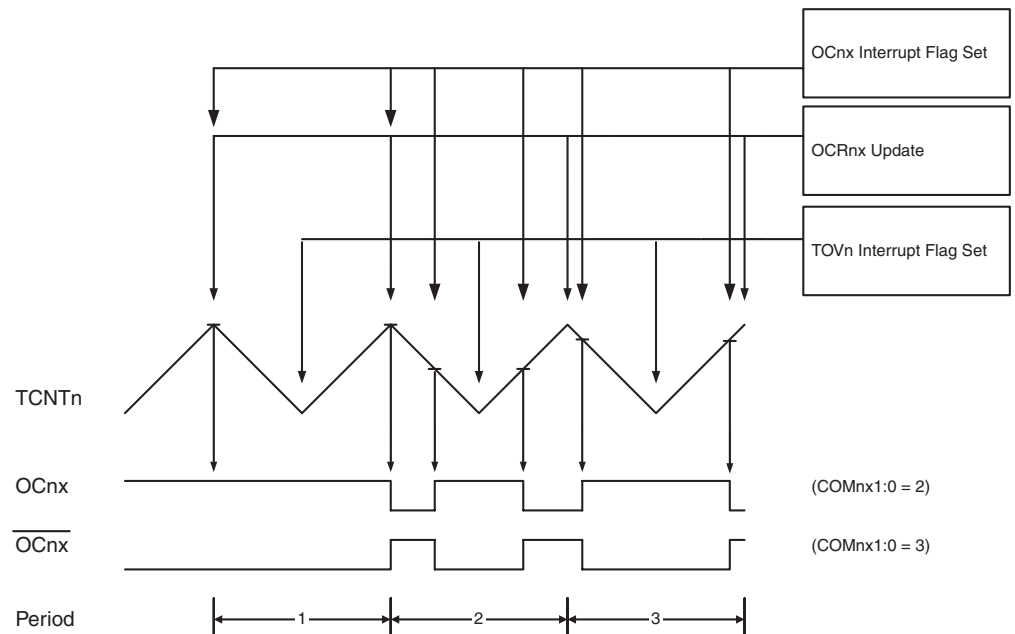 OCnx Interrupt Flag Set
OCRnx Update
TOVn Interrupt Flag Set
TCNTn
OCnx
(COMnx1:0 = 2)
OCnx
(COMnx1:0 = 3)
Period
1
2
3